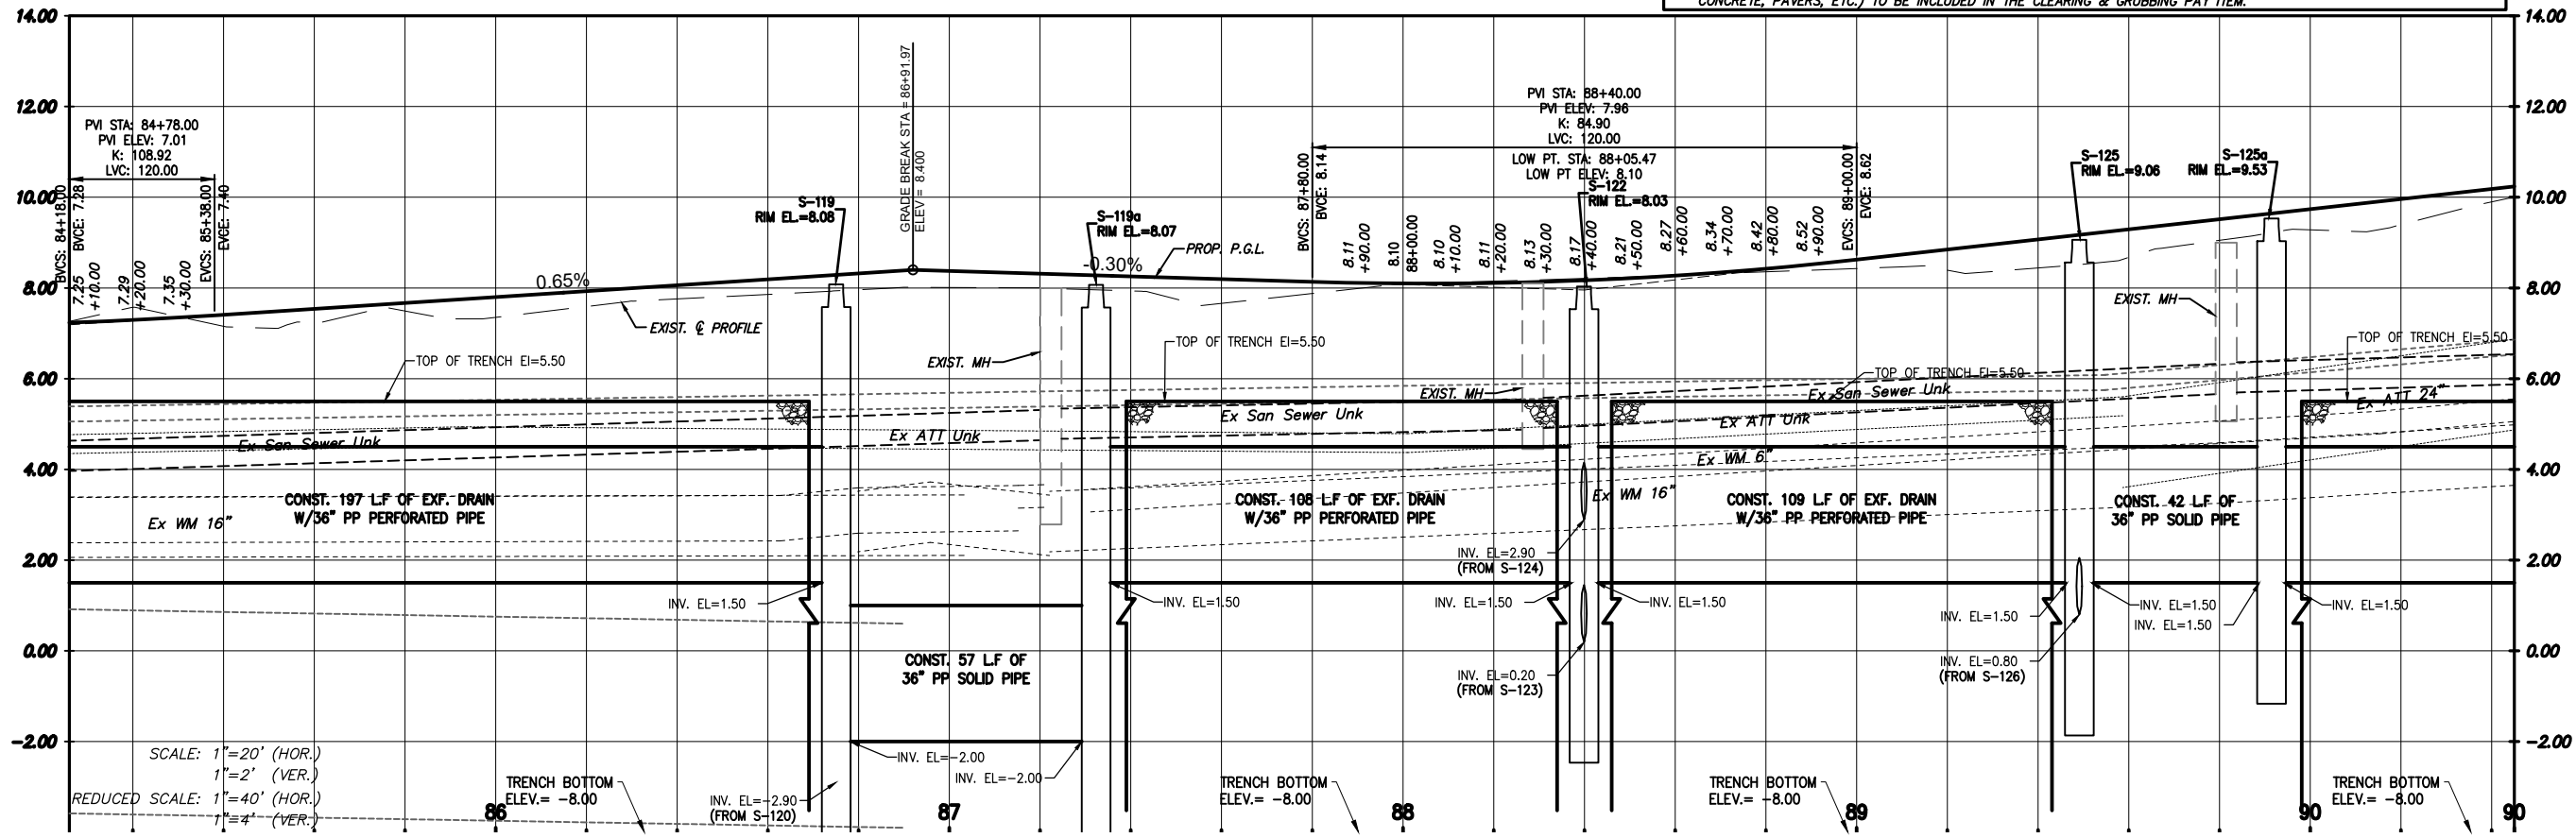 CONCRETE, PAVERS, ETC.) TO BE INCLUDED IN THE CLEARING & GRUBBING PAY ITEM.
14.00
14.00
12.00
12.00
10.00
10.00
8.00
8.00
6.00
6.00
4.00
4.00
2.00
2.00
0.00
0.00
-2.00
-2.00
PVI STA: 84+78.00
PVI ELEV: 7.01
K: 108.92
LVC: 120.00
BVCS: 84+18.00
BVCE: 7.28
7.25
+10.00
7.29
+20.00
7.35
+30.00
EVCS: 85+38.00
EVCE: 7.40
0.65%
GRADE BREAK STA = 86+91.97
ELEV = 8.400
S-119
RIM EL.=8.08
S-119a
RIM EL.=8.07
-0.30%
PROP. P.G.L.
EXIST. ℄ PROFILE
PVI STA: 88+40.00
PVI ELEV: 7.96
K: 84.90
LVC: 120.00
LOW PT. STA: 88+05.47
LOW PT ELEV: 8.10
BVCS: 87+80.00
BVCE: 8.14
8.11
+90.00
8.10
88+00.00
8.10
+10.00
8.11
+20.00
8.13
+30.00
8.17
+40.00
8.21
+50.00
8.27
+60.00
8.34
+70.00
8.42
+80.00
8.52
+90.00
EVCS: 89+00.00
EVCE: 8.62
S-122
RIM EL.=8.03
S-125
RIM EL.=9.06
S-125a
RIM EL.=9.53
EXIST. MH
EXIST. MH
EXIST. MH
TOP OF TRENCH El=5.50
TOP OF TRENCH El=5.50
TOP OF TRENCH El=5.50
TOP OF TRENCH El=5.50
Ex San Sewer Unk
Ex ATT Unk
Ex San Sewer Unk
Ex San Sewer Unk
Ex ATT Unk
Ex ATT 24"
Ex WM 6"
Ex WM 16"
Ex WM 16"
CONST. 197 L.F OF EXF. DRAIN
W/36" PP PERFORATED PIPE
CONST. 108 L.F OF EXF. DRAIN
W/36" PP PERFORATED PIPE
CONST. 109 L.F OF EXF. DRAIN
W/36" PP PERFORATED PIPE
CONST. 42 L.F OF
36" PP SOLID PIPE
CONST. 57 L.F OF
36" PP SOLID PIPE
INV. EL=2.90
(FROM S-124)
INV. EL=1.50
INV. EL=1.50
INV. EL=1.50
INV. EL=1.50
INV. EL=1.50
INV. EL=1.50
INV. EL=1.50
INV. EL=1.50
INV. EL=0.20
(FROM S-123)
INV. EL=0.80
(FROM S-126)
INV. EL=-2.00
INV. EL=-2.00
INV. EL=-2.90
(FROM S-120)
SCALE: 1"=20' (HOR.)
1"=2' (VER.)
REDUCED SCALE: 1"=40' (HOR.)
1"=4' (VER.)
TRENCH BOTTOM
ELEV.= -8.00
TRENCH BOTTOM
ELEV.= -8.00
TRENCH BOTTOM
ELEV.= -8.00
TRENCH BOTTOM
ELEV.= -8.00
86
87
88
89
90
90